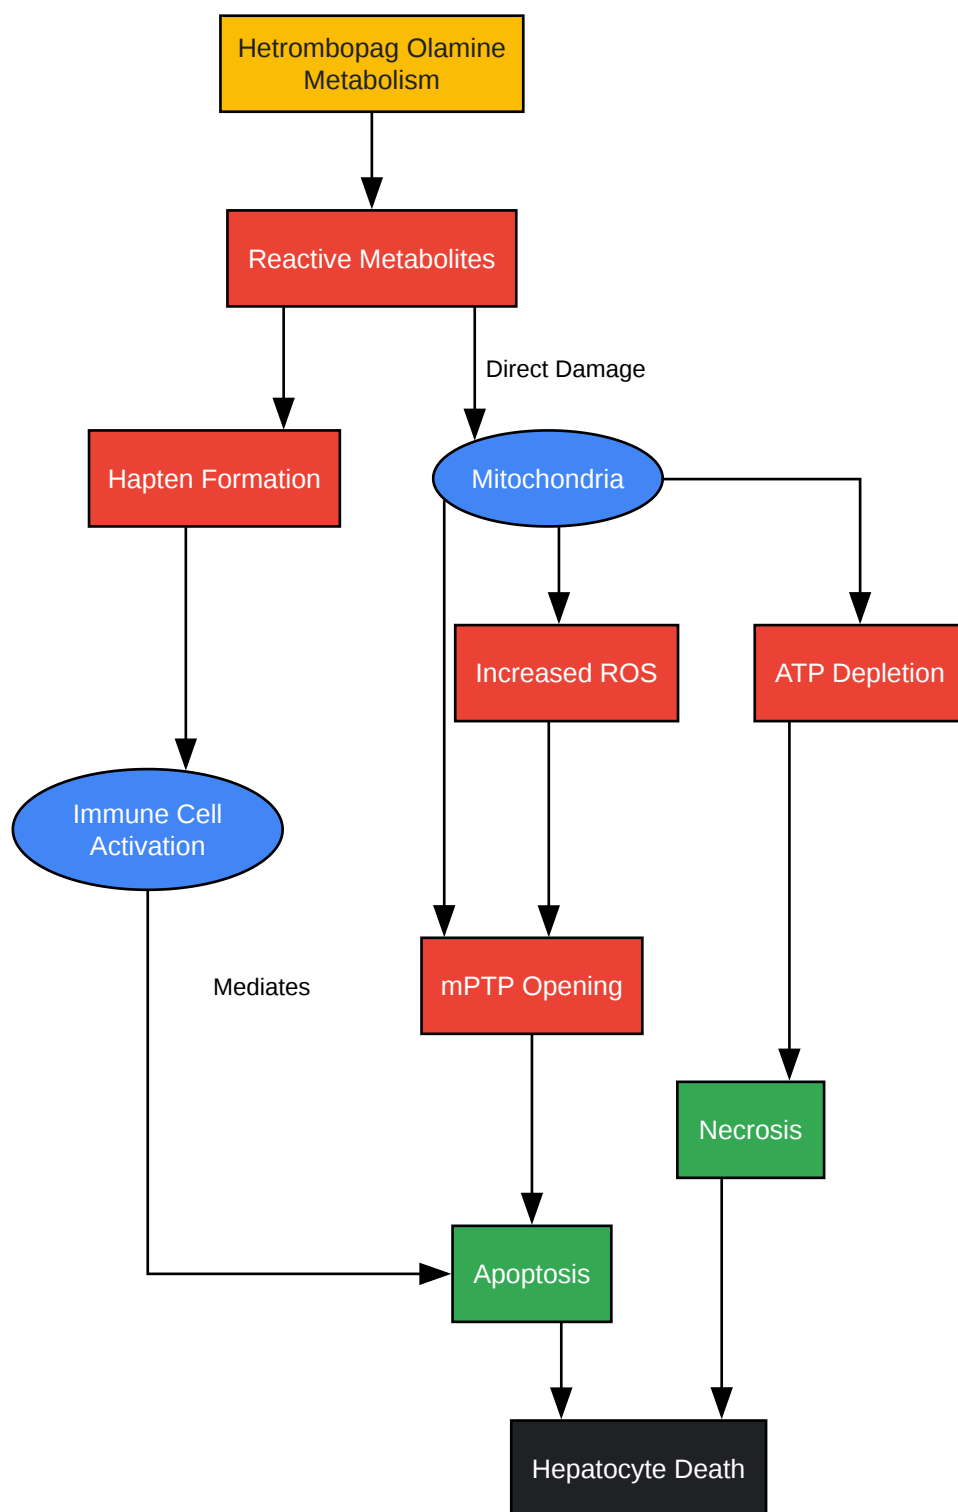 Hetrombopag Olamine
Metabolism
Reactive Metabolites
Direct Damage
Hapten Formation
Mitochondria
Increased ROS
ATP Depletion
Immune Cell
Activation
Mediates
mPTP Opening
Necrosis
Apoptosis
Hepatocyte Death